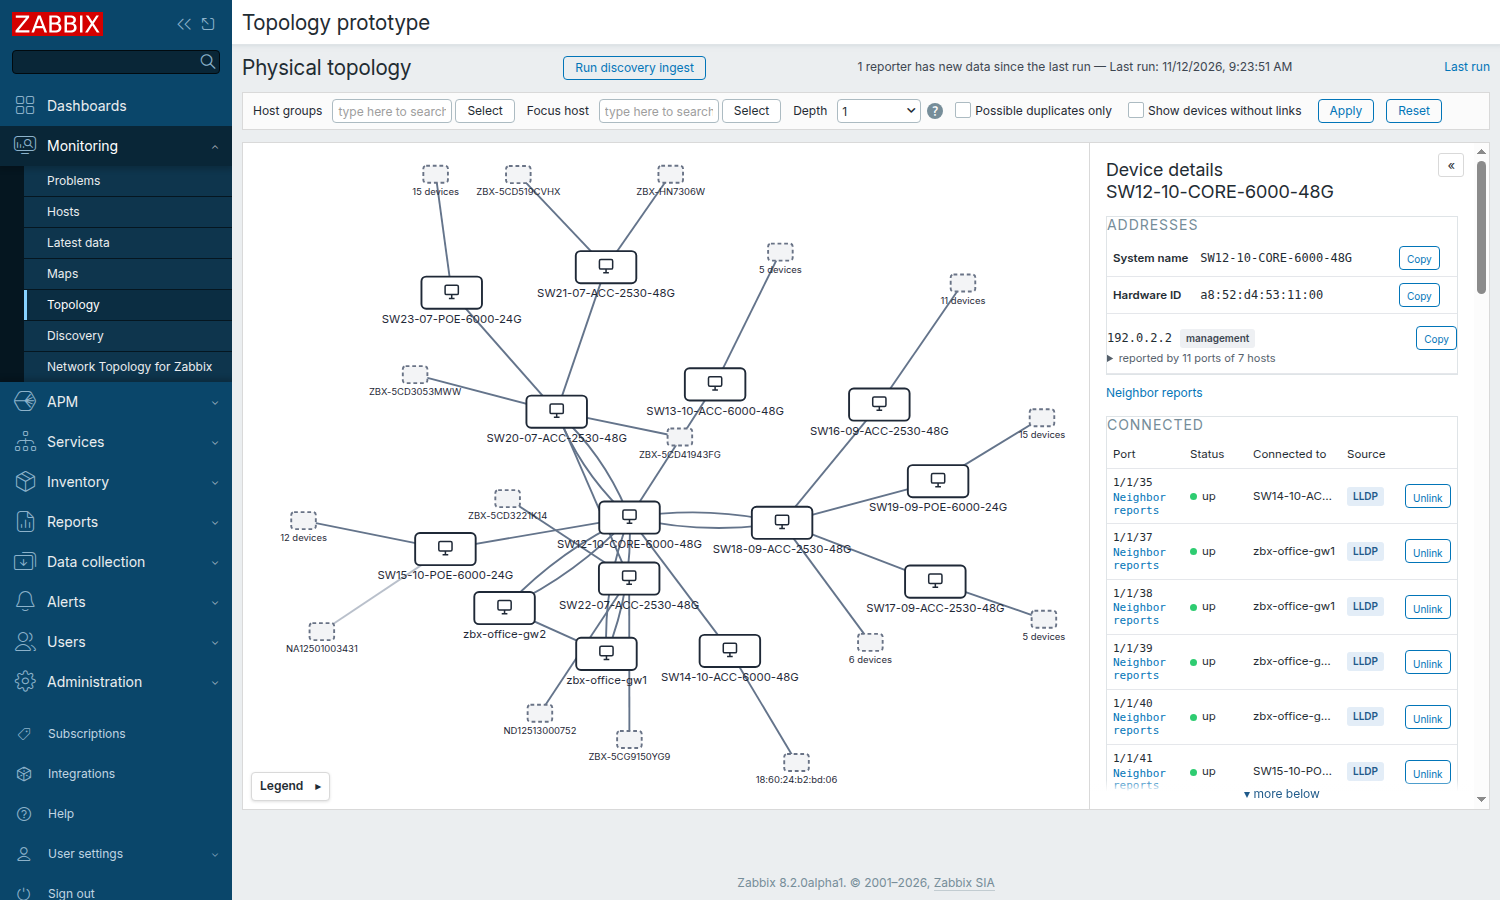 ZABBIX
Dashboards
Monitoring
Problems
Hosts
Latest data
Maps
Topology
Discovery
Network Topology for Zabbix
APM
Services
Inventory
Reports
Data collection
Alerts
Users
Administration
Subscriptions
Integrations
Help
User settings
Sign out
Topology prototype
Physical topology
Run discovery ingest
1 reporter has new data since the last run — Last run: 11/12/2026, 9:23:51 AM
Last run
Host groups type here to search Select Focus host type here to search Select Depth 1 ? Possible duplicates only Show devices without links Apply Reset
15 devices
ZBX-5CD519CVHX
ZBX-HN7306W
5 devices
11 devices
SW21-07-ACC-2530-48G
SW23-07-POE-6000-24G
ZBX-5CD3053MWW
SW13-10-ACC-6000-48G
SW16-09-ACC-2530-48G
15 devices
SW20-07-ACC-2530-48G
ZBX-5CD41943FG
SW19-09-POE-6000-24G
ZBX-5CD3221K14
12 devices
SW12-10-CORE-6000-48G
SW18-09-ACC-2530-48G
SW15-10-POE-6000-24G
SW22-07-ACC-2530-48G
SW17-09-ACC-2530-48G
zbx-office-gw2
5 devices
NA12501003431
6 devices
zbx-office-gw1
SW14-10-ACC-6000-48G
ND12513000752
ZBX-5CG9150YG9
18:60:24:b2:bd:06
Legend ▸
Device details
SW12-10-CORE-6000-48G
«
ADDRESSES
System name SW12-10-CORE-6000-48G Copy
Hardware ID a8:52:d4:53:11:00 Copy
192.0.2.2 management Copy
▶ reported by 11 ports of 7 hosts
Neighbor reports
CONNECTED
Port Status Connected to Source
1/1/35 Neighbor reports up SW14-10-AC... LLDP Unlink
1/1/37 Neighbor reports up zbx-office-gw1 LLDP Unlink
1/1/38 Neighbor reports up zbx-office-gw1 LLDP Unlink
1/1/39 Neighbor reports up zbx-office-g... LLDP Unlink
1/1/40 Neighbor reports up zbx-office-g... LLDP Unlink
1/1/41 Neighbor reports up SW15-10-PO... LLDP Unlink
▾ more below
Zabbix 8.2.0alpha1. © 2001–2026, Zabbix SIA